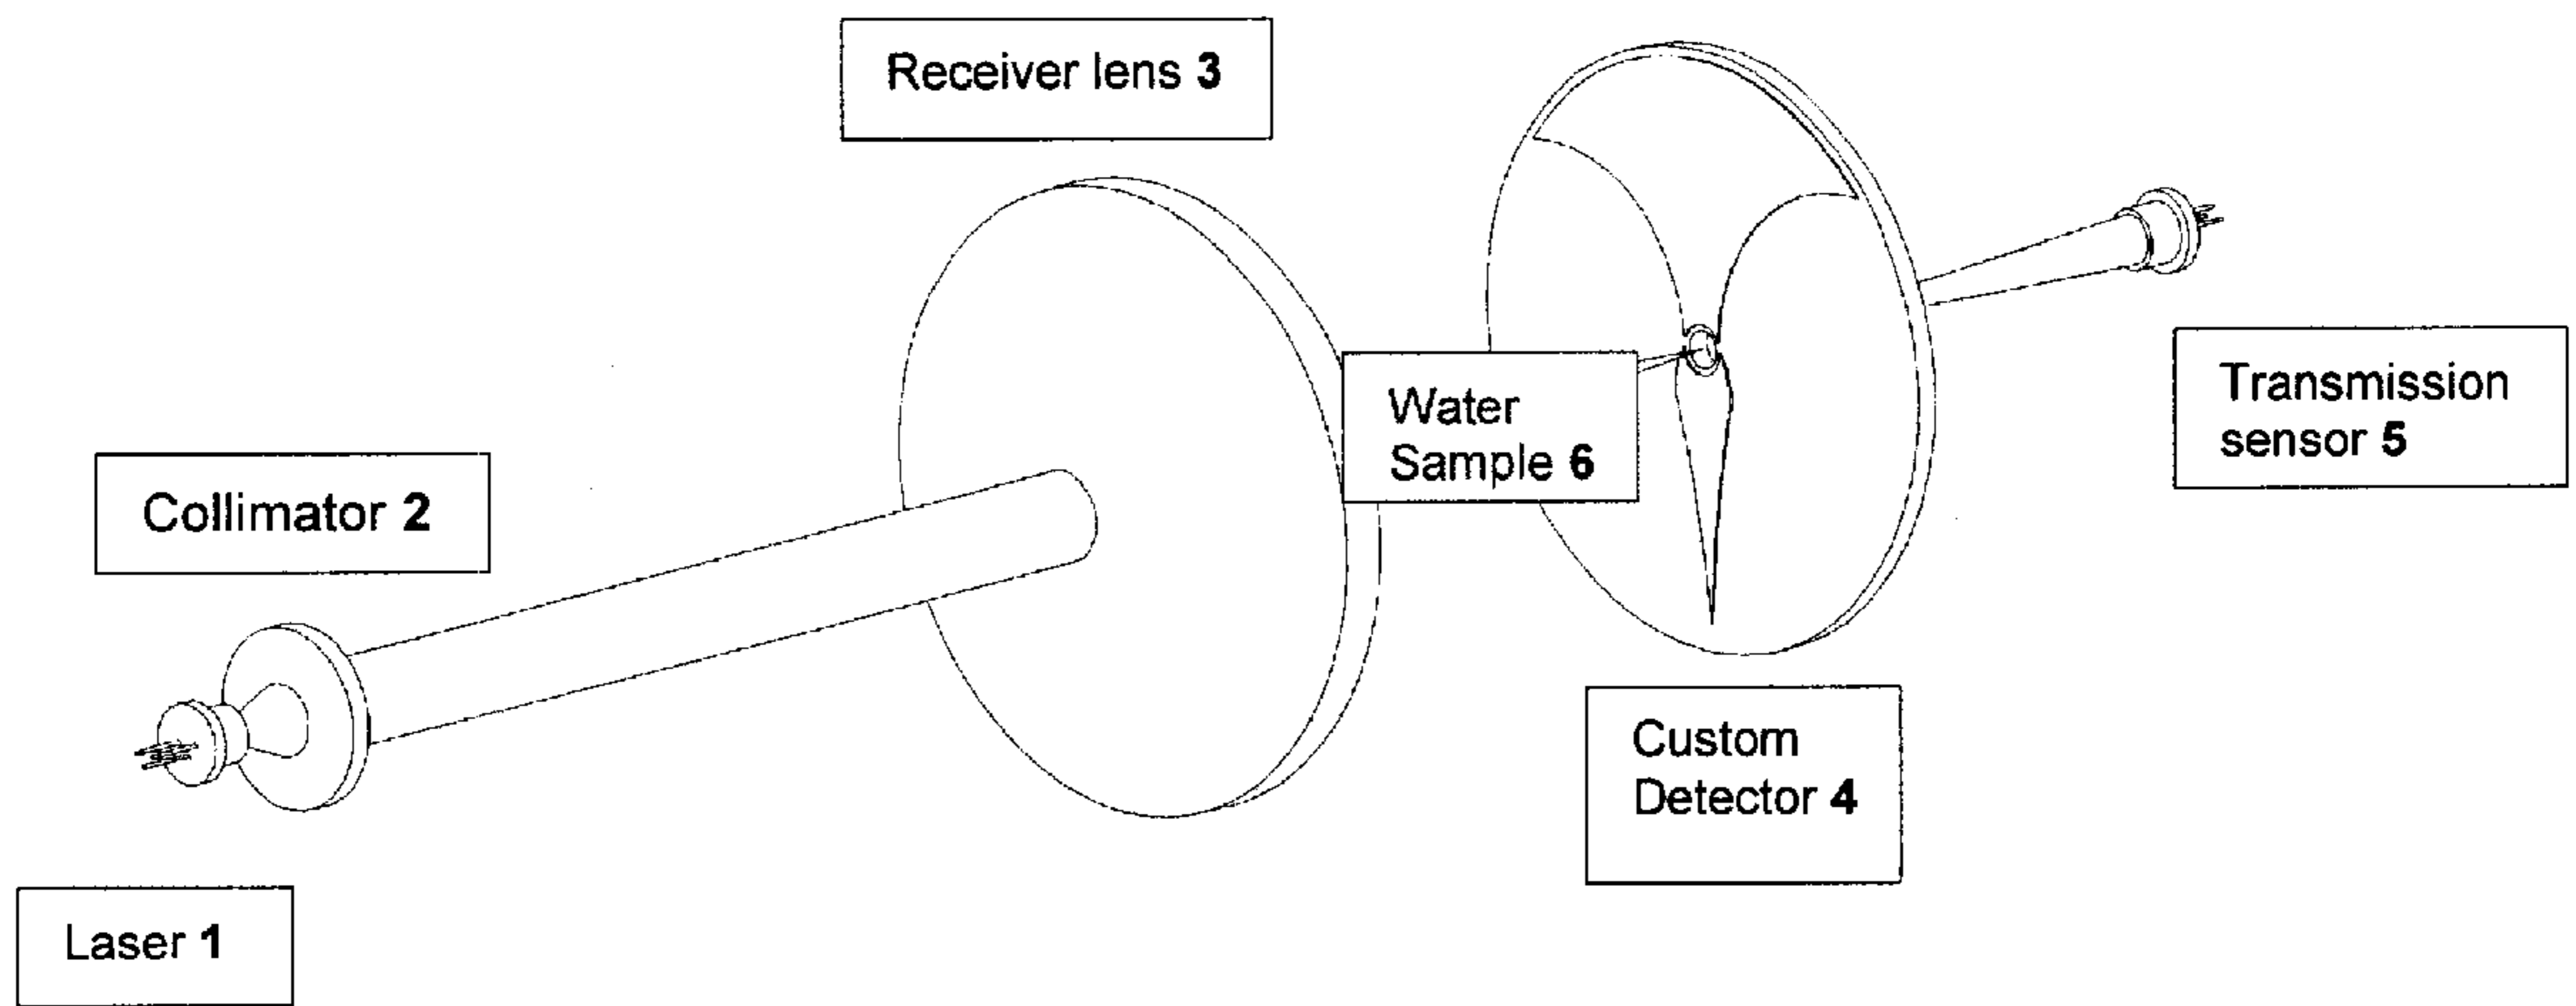 Receiver lens 3
Water
Sample 6
Transmission
sensor 5
Collimator 2
Custom
Detector 4
Laser 1